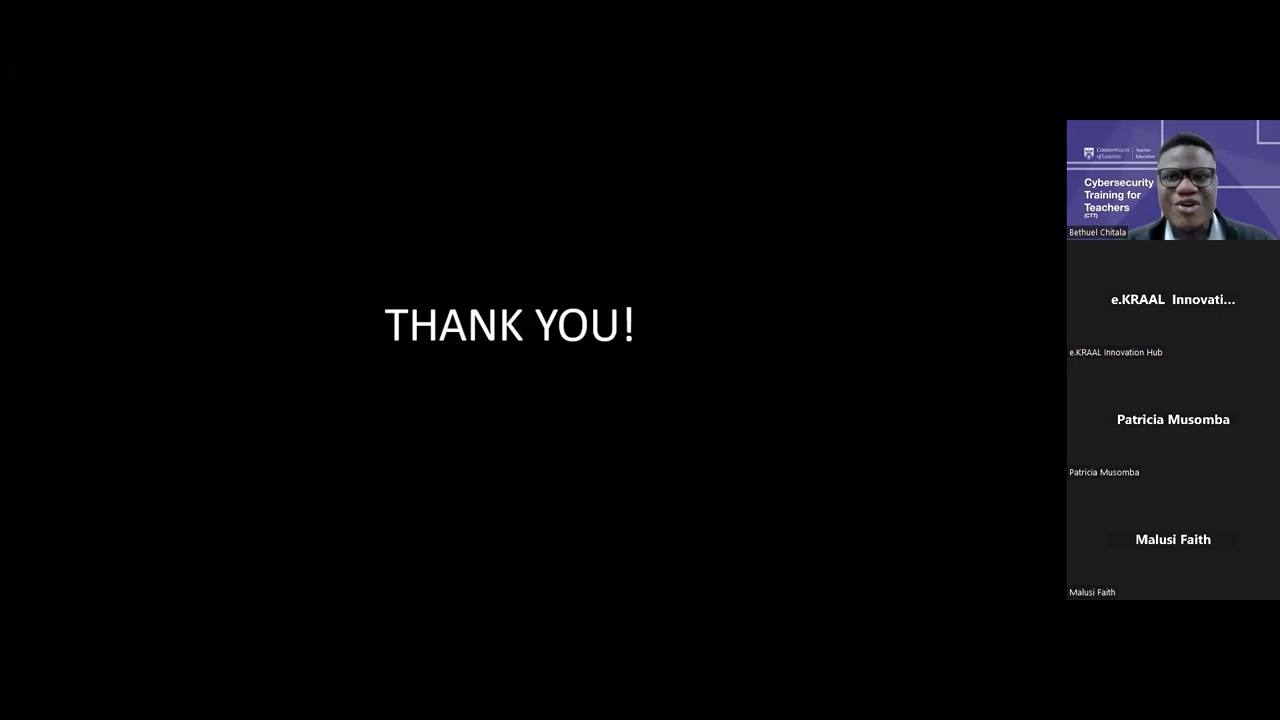 THANK YOU!
COMMONWEALTH
of LEARNING
Teacher
Education
Cybersecurity
Training for
Teachers
(CTT)
Bethuel Chitala
e.KRAAL Innovati...
e.KRAAL Innovation Hub
Patricia Musomba
Patricia Musomba
Malusi Faith
Malusi Faith